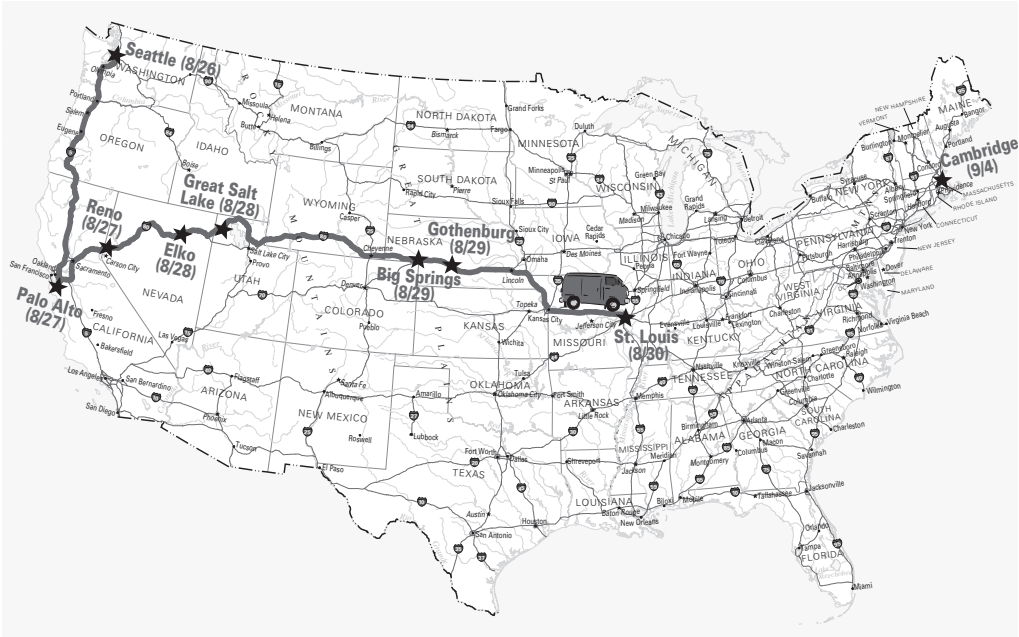 Seattle (8/26)
Olympia
WASHINGTON
Portland
Salem
Eugene
OREGON
IDAHO
Boise
Missoula
Helena
Butte
MONTANA
Billings
NORTH DAKOTA
Bismarck
Fargo
Grand Forks
MINNESOTA
Duluth
Minneapolis
St Paul
SOUTH DAKOTA
Pierre
Rapid City
Sioux Falls
WISCONSIN
Green Bay
Milwaukee
Madison
MICHIGAN
Grand
Rapids
Lansing
Detroit
NEW HAMPSHIRE
VERMONT
MAINE
Bangor
Augusta
Portland
Montpelier
Burlington
Cambridge
(9/4)
MASSACHUSETTS
RHODE ISLAND
CONNECTICUT
NEW JERSEY
DELAWARE
MARYLAND
NEW YORK
Syracuse
Buffalo
Albany
Springfield
Hartford
Scranton
New York
Trenton
PENNSYLVANIA
Harrisburg
Philadelphia
Pittsburgh
Dover
Washington
Great Salt
Lake (8/28)
Reno
(8/27)
Elko
(8/28)
Carson City
Sacramento
Oakland
San Francisco
Palo Alto
(8/27)
NEVADA
Salt Lake City
Provo
UTAH
WYOMING
Casper
Cheyenne
NEBRASKA
Gothenburg
(8/29)
Big Springs
(8/29)
Sioux City
Omaha
Lincoln
IOWA
Cedar
Rapids
Des Moines
Chicago
ILLINOIS
Peoria
Springfield
Fort Wayne
INDIANA
Indianapolis
Toledo
Cleveland
OHIO
Columbus
Cincinnati
WEST
VIRGINIA
Charleston
VIRGINIA
Richmond
Norfolk
Virginia Beach
Denver
COLORADO
Pueblo
KANSAS
Topeka
Wichita
Kansas City
Jefferson City
MISSOURI
St. Louis
(8/30)
Evansville
Louisville
Frankfort
Lexington
KENTUCKY
Fresno
CALIFORNIA
Bakersfield
Las Vegas
Los Angeles
San Bernardino
San Diego
ARIZONA
Flagstaff
Phoenix
Tucson
NEW MEXICO
Santa Fe
Albuquerque
Roswell
El Paso
OKLAHOMA
Tulsa
Oklahoma City
Amarillo
Lubbock
TEXAS
Fort Worth
Dallas
Austin
San Antonio
Houston
ARKANSAS
Fort Smith
Little Rock
Memphis
TENNESSEE
Nashville
Knoxville
NORTH CAROLINA
Winston-Salem
Greensboro
Raleigh
Charlotte
Wilmington
Greenville
SOUTH
CAROLINA
Columbia
Charleston
MISSISSIPPI
Meridian
Jackson
Biloxi
ALABAMA
Birmingham
Montgomery
Mobile
GEORGIA
Atlanta
Macon
Columbus
Savannah
LOUISIANA
Shreveport
Baton Rouge
New Orleans
Tallahassee
Jacksonville
Orlando
Tampa
FLORIDA
Miami